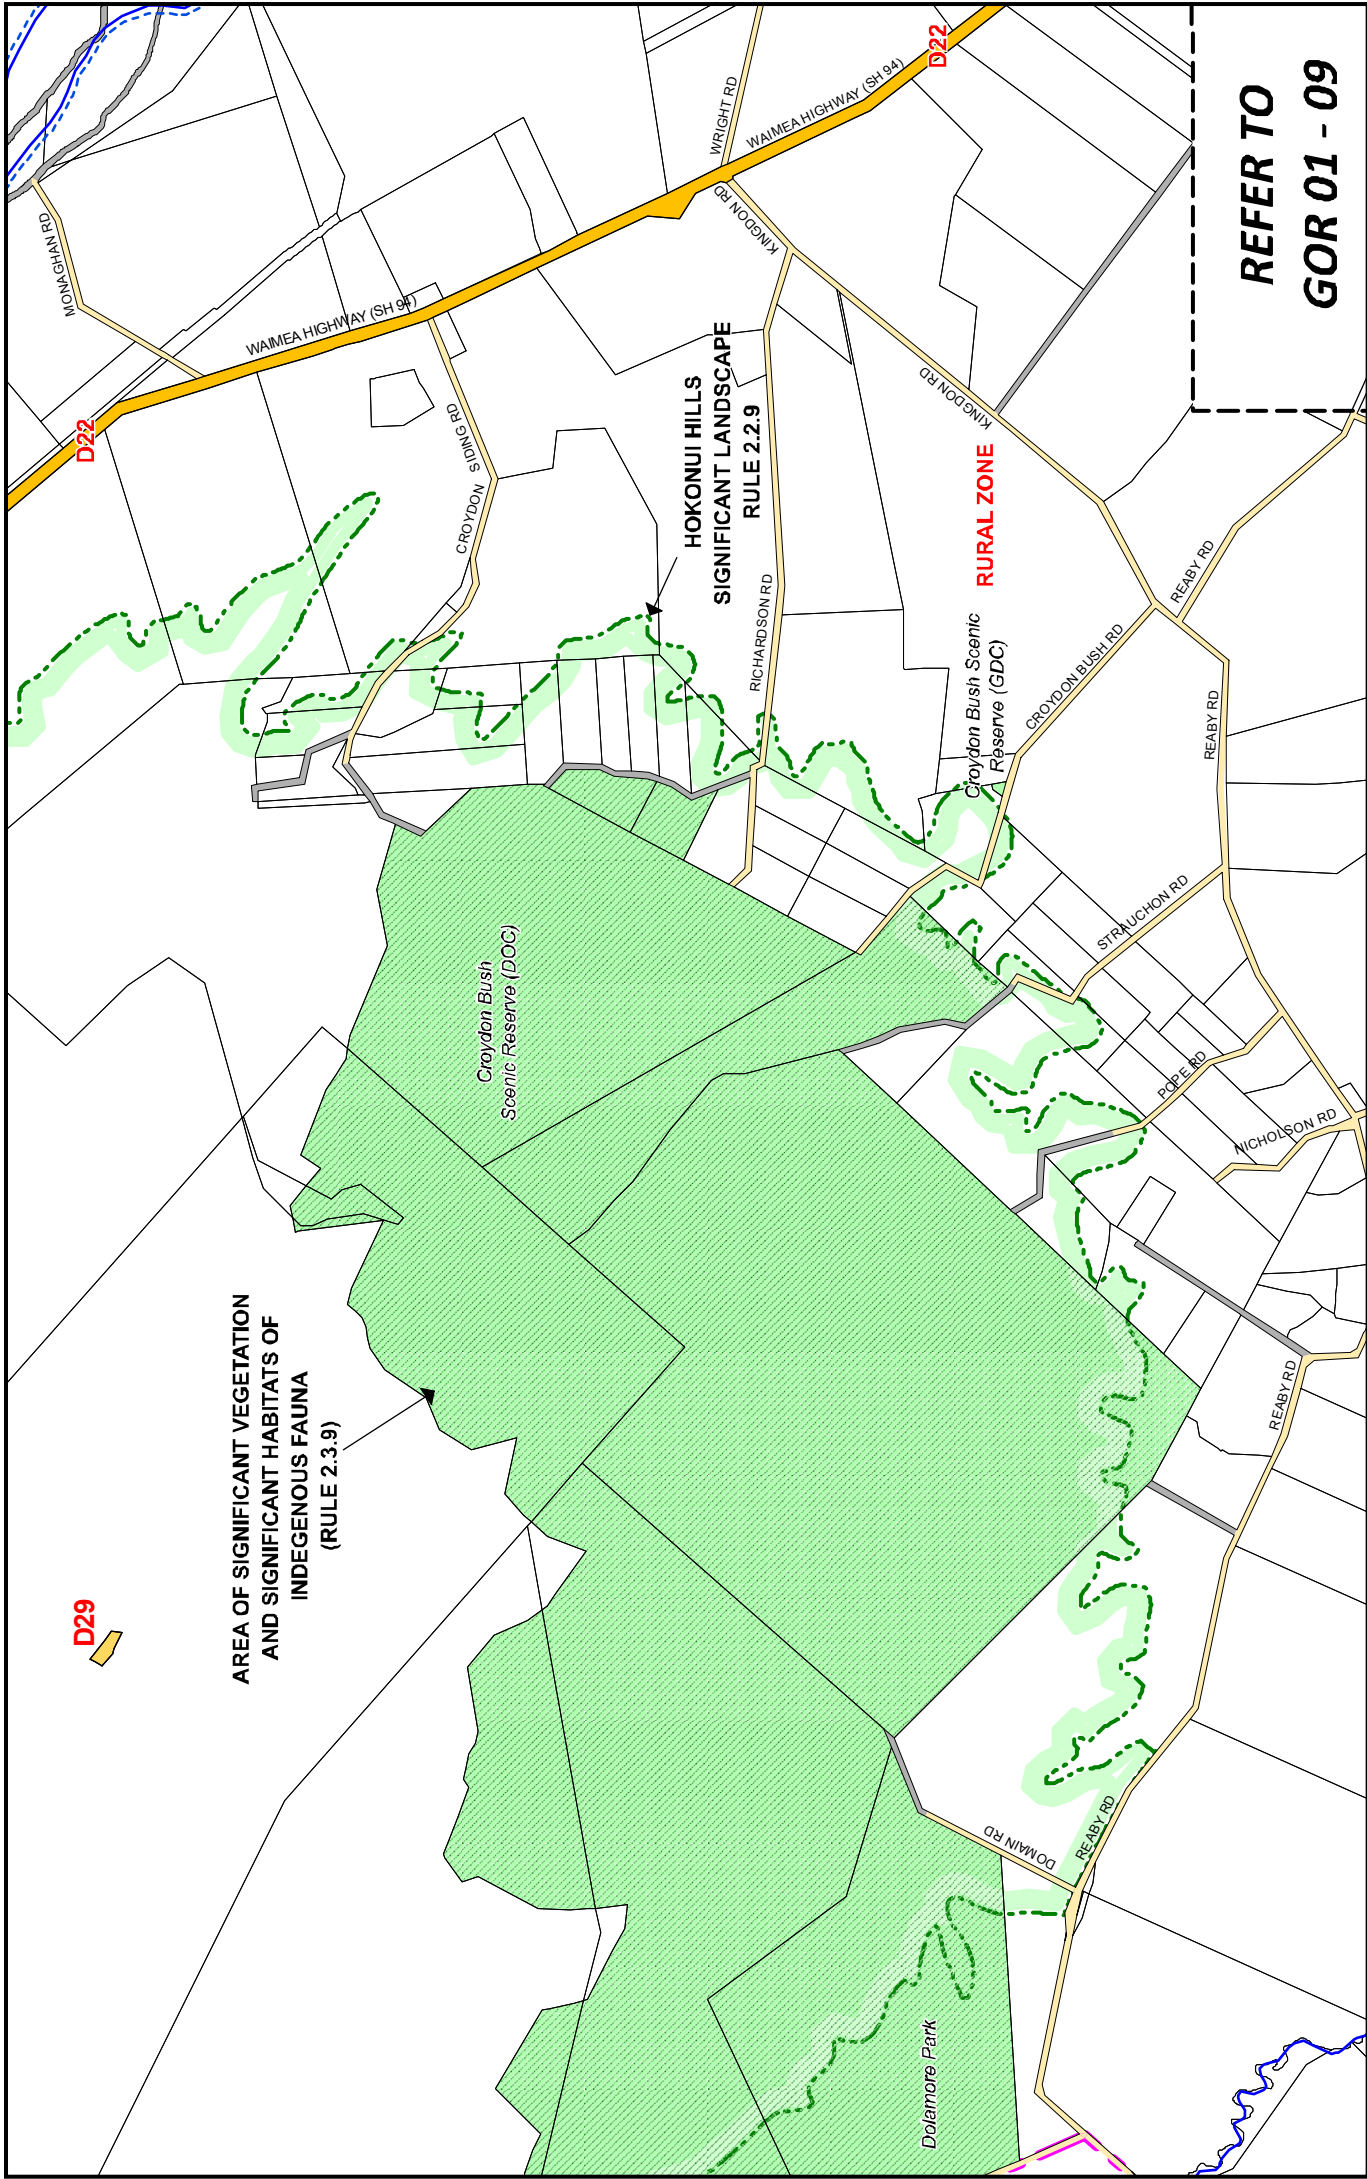 D29
AREA OF SIGNIFICANT VEGETATION
AND SIGNIFICANT HABITATS OF
INDEGENOUS FAUNA
(RULE 2.3.9)
D22
MONAGHAN RD
WAIMEA HIGHWAY (SH 94)
CROYDON SIDING RD
Croydon Bush
Scenic Reserve (DOC)
HOKONUI HILLS
SIGNIFICANT LANDSCAPE
RULE 2.2.9
WRIGHT RD
KINGDON RD
WAIMEA HIGHWAY (SH 94)
D22
RICHARDSON RD
KINGDON RD
RURAL ZONE
Croydon Bush Scenic
Reserve (GDC)
CROYDON BUSH RD
REABY RD
REABY RD
STRAUCHON RD
POPE RD
NICHOLSON RD
REABY RD
REABY RD
DOMAIN RD
Dolamore Park
REFER TO
GOR 01 - 09